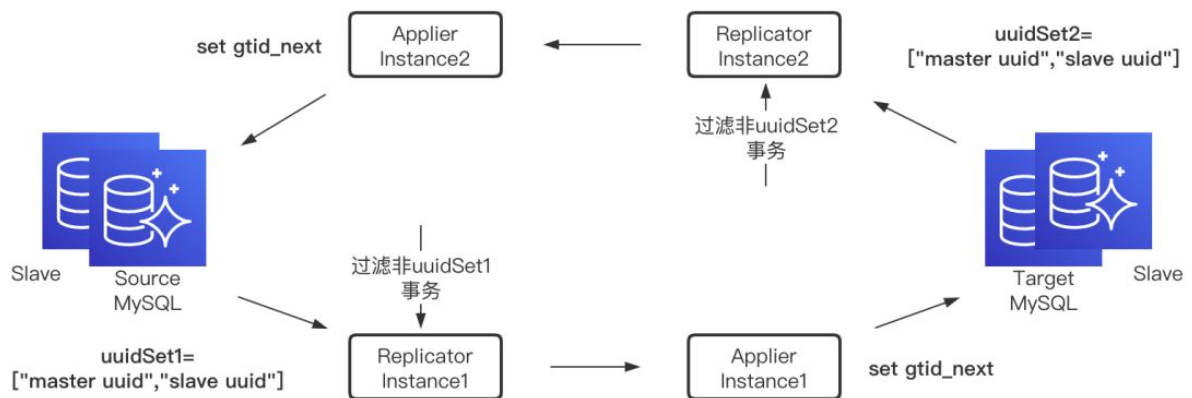 set gtid_next
Applier
Instance2
Replicator
Instance2
uuidSet2=
["master uuid","slave uuid"]
过滤非uuidSet2
事务
Slave
Source
MySQL
过滤非uuidSet1
事务
Target
MySQL
Slave
uuidSet1=
["master uuid","slave uuid"]
Replicator
Instance1
Applier
Instance1
set gtid_next